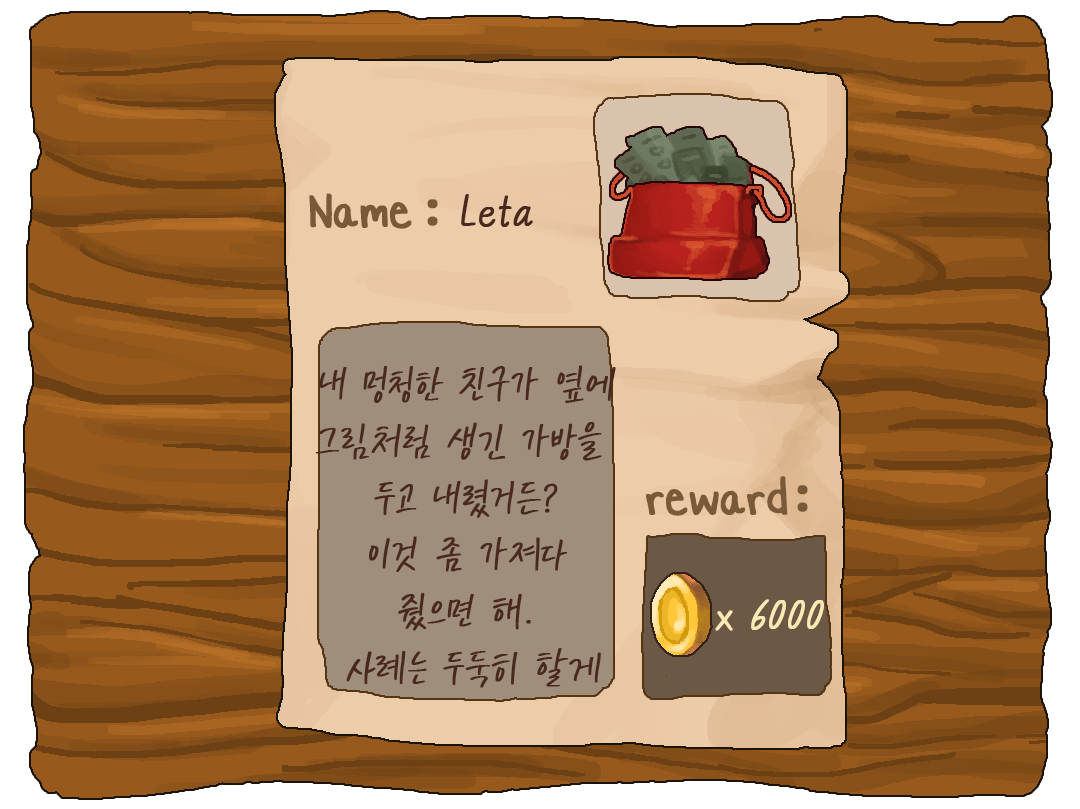 Name : Leta
내 멍청한 친구가 옆에
그림처럼 생긴 가방을
두고 내렸거든?
이것 좀 가져다
줬으면 해.
사례는 두둑히 할게
reward:
x 6000